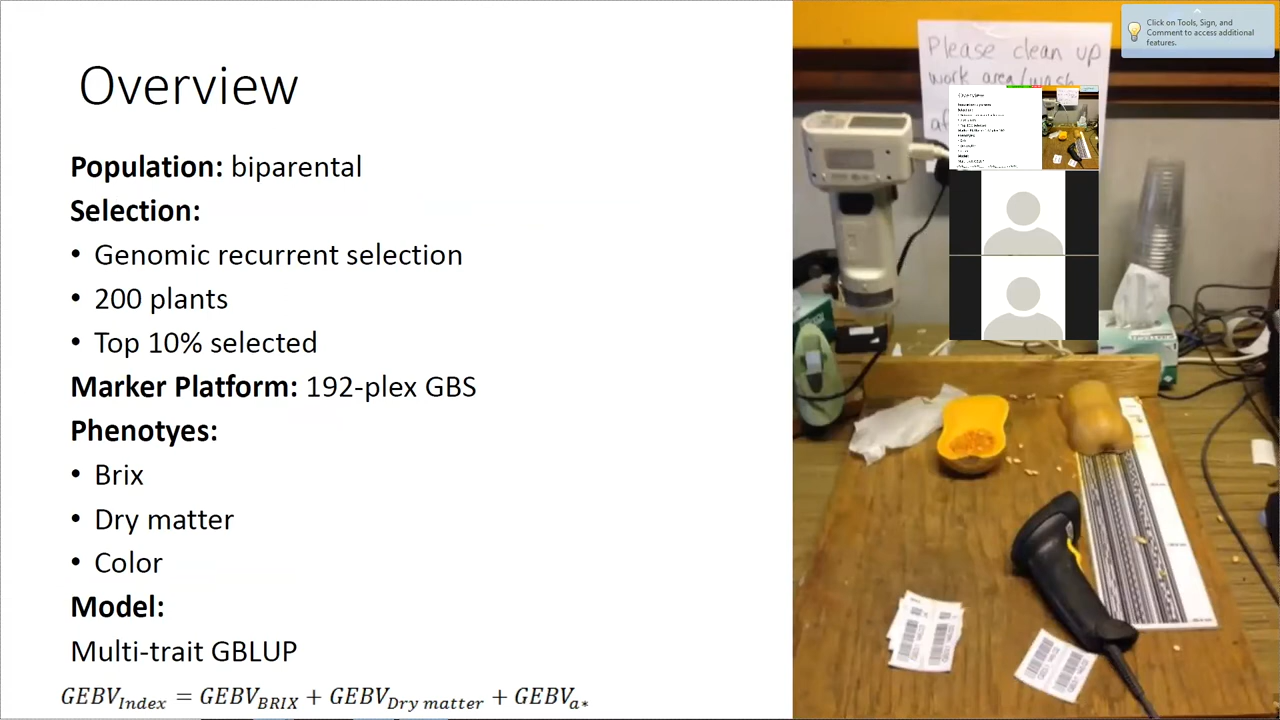 Overview
Population: biparental
Selection:
• Genomic recurrent selection
• 200 plants
• Top 10% selected
Marker Platform: 192-plex GBS
Phenotyes:
• Brix
• Dry matter
• Color
Model:
Multi-trait GBLUP
GEBV_Index = GEBV_BRIX + GEBV_Dry matter + GEBV_a*
Please clean up
work area/wash
Click on Tools, Sign, and
Comment to access additional
features.